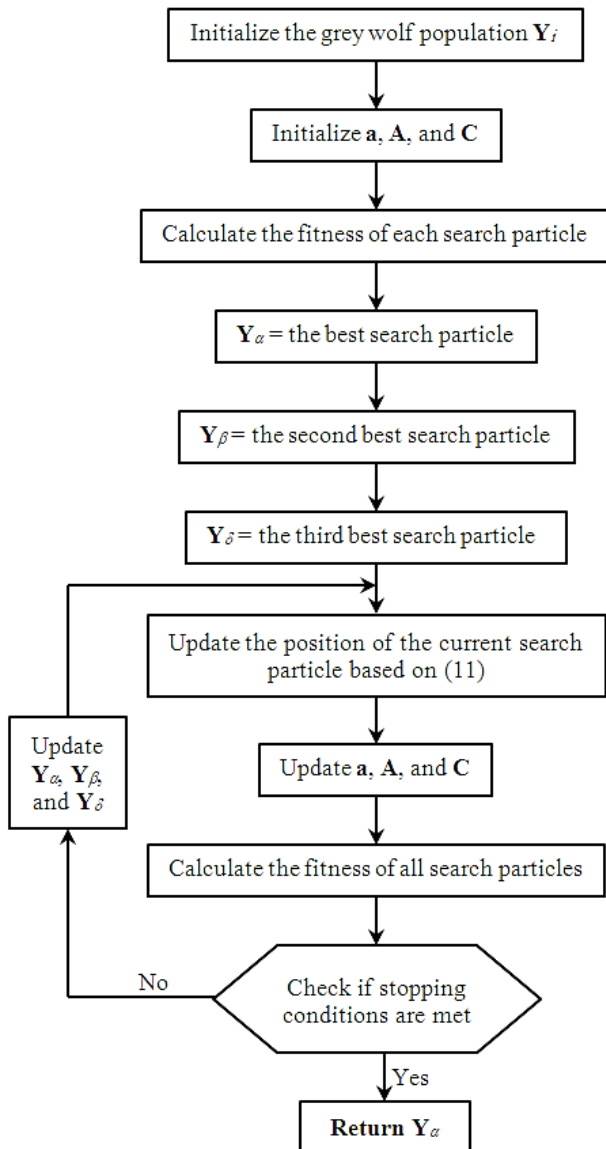 Initialize the grey wolf population Yᵢ
Initialize a, A, and C
Calculate the fitness of each search particle
Yα = the best search particle
Yβ = the second best search particle
Yδ = the third best search particle
Update the position of the current search
particle based on (11)
Update a, A, and C
Calculate the fitness of all search particles
Check if stopping
conditions are met
No
Update
Yα, Yβ,
and Yδ
Yes
Return Yα